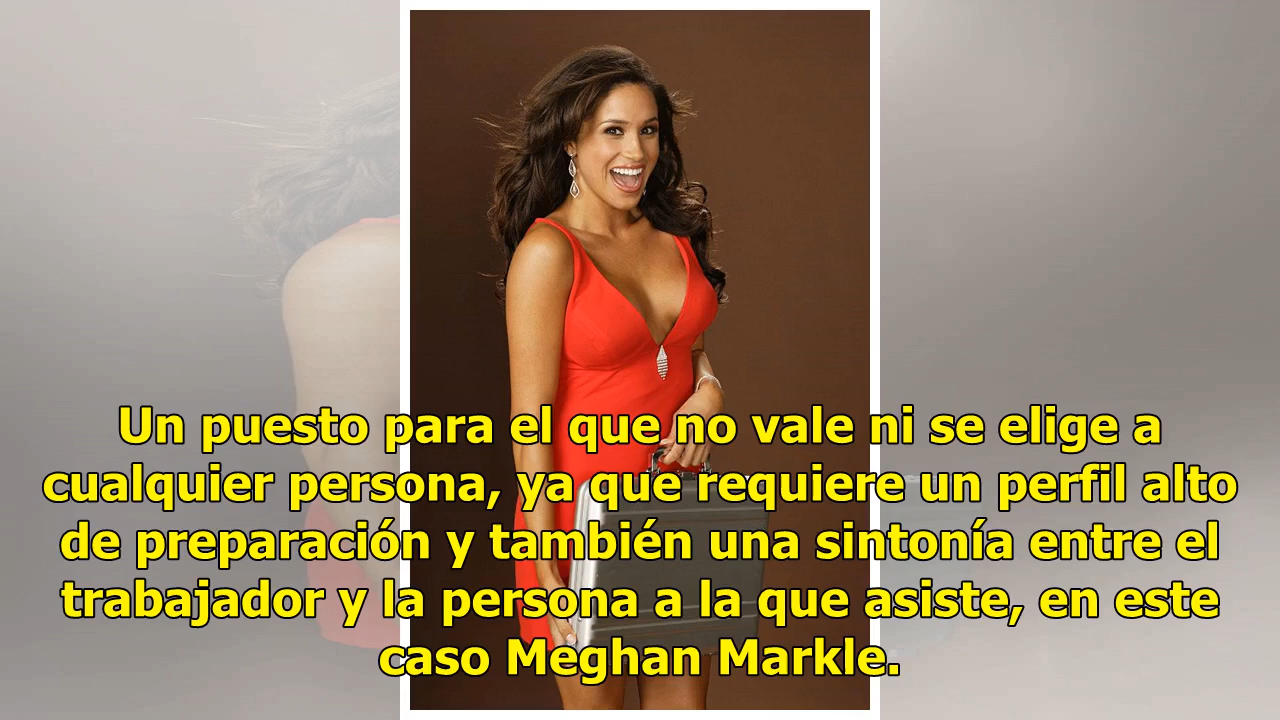 Un puesto para el que no vale ni se elige a
cualquier persona, ya que requiere un perfil alto
de preparación y también una sintonía entre el
trabajador y la persona a la que asiste, en este
caso Meghan Markle.